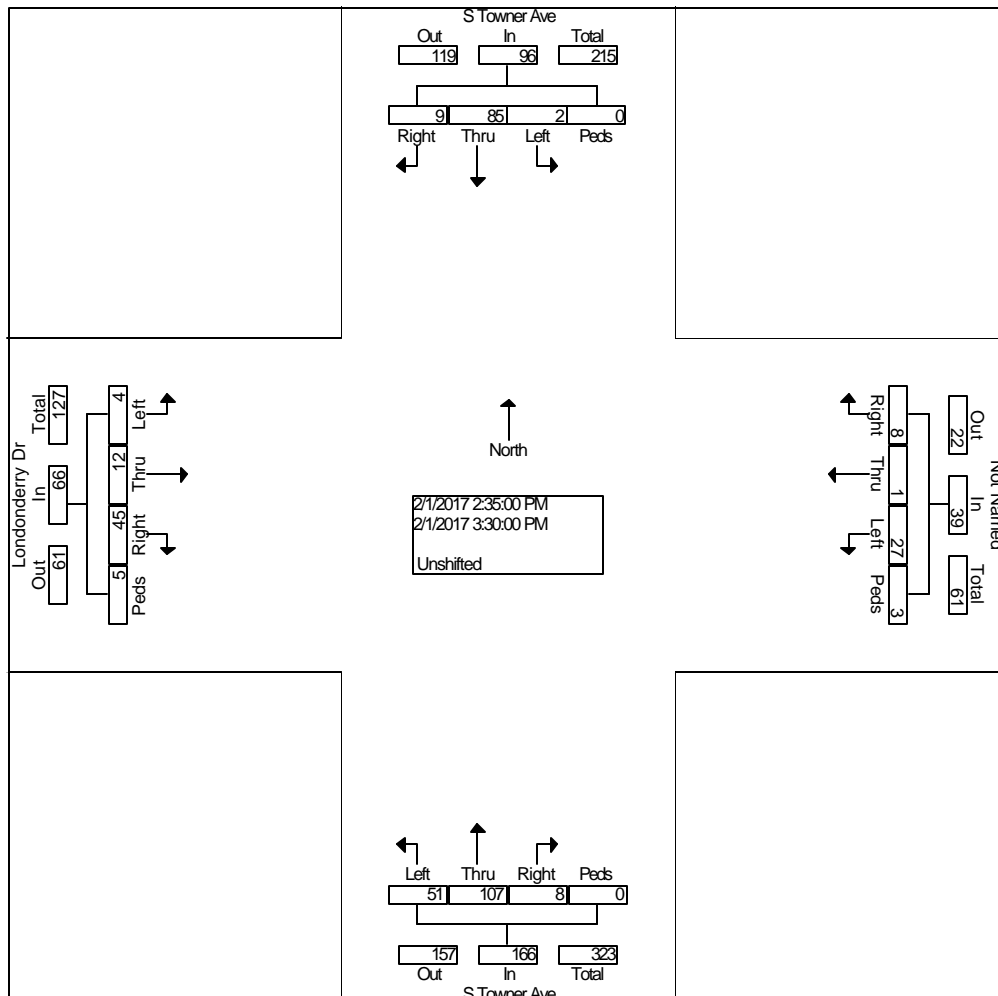 S Towner Ave
Out In Total
119 96 215
9 85 2 0
Right Thru Left Peds
Londonderry Dr
Total In Out
127 66 61
4 12 45 5
Left Thru Right Peds
North
2/1/2017 2:35:00 PM
2/1/2017 3:30:00 PM
Unshifted
Right Thru Left Peds
8 1 27 3
Out In Total
22 39 61
Not Named
Left Thru Right Peds
51 107 8 0
157 166 323
Out In Total
S Towner Ave